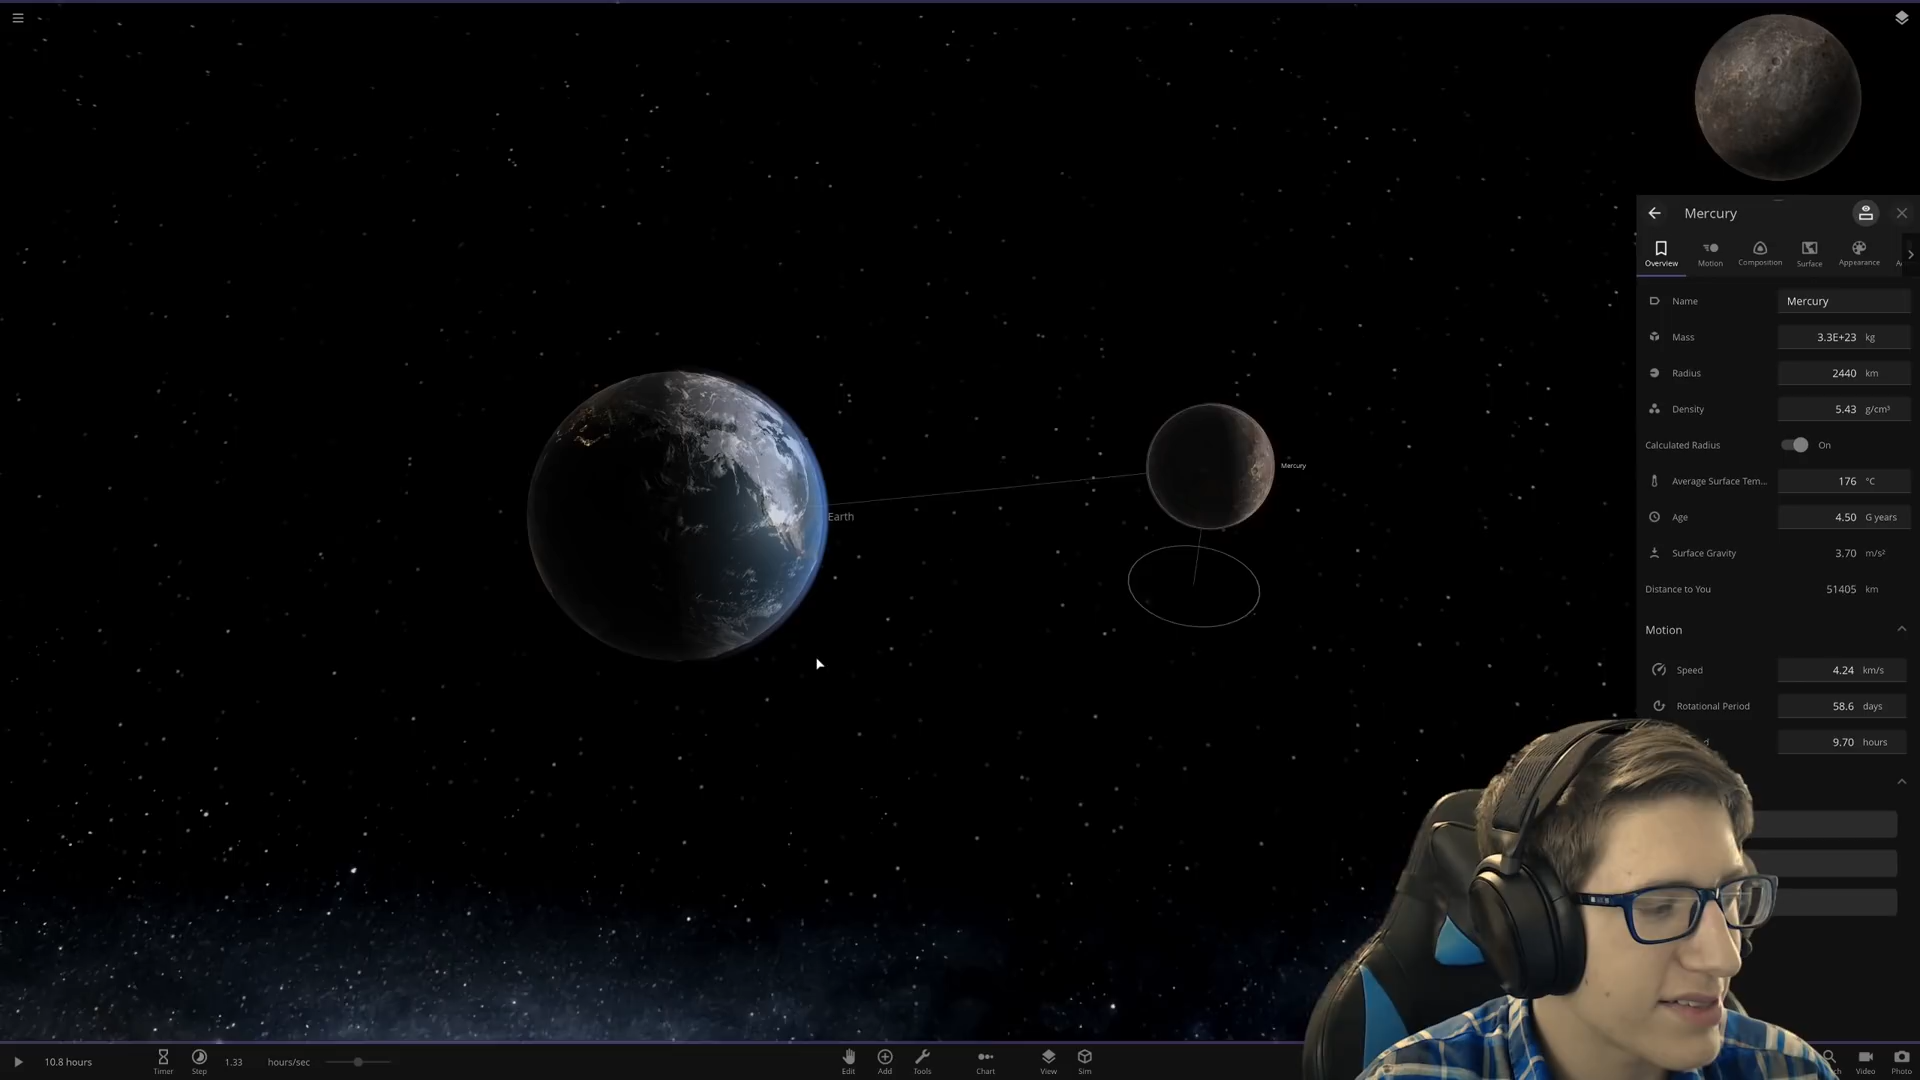 Mercury
Overview
Motion
Composition
Surface
Appearance
Name Mercury
Mass 3.3E+23 kg
Radius 2440 km
Density 5.43 g/cm³
Calculated Radius On
Average Surface Tem... 176 °C
Age 4.50 G years
Surface Gravity 3.70 m/s²
Distance to You 51405 km
Motion
Speed 4.24 km/s
Rotational Period 58.6 days
9.70 hours
Mercury
Earth
10.8 hours
Timer
Step
1.33 hours/sec
Edit
Add
Tools
Chart
View
Sim
Video
Photo